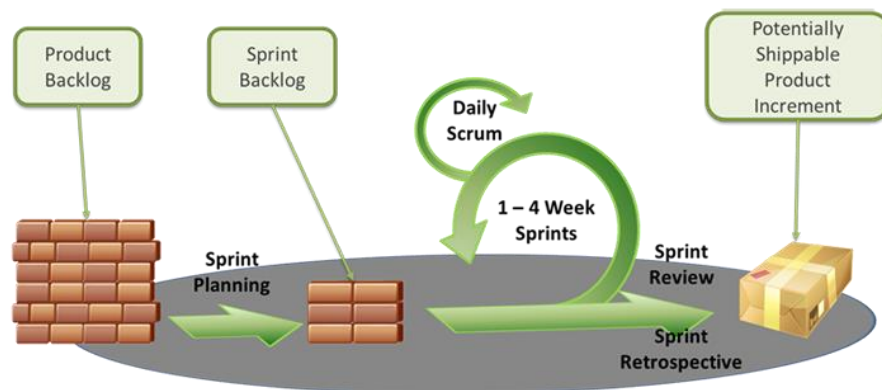 Product
Backlog
Sprint
Backlog
Potentially
Shippable
Product
Increment
Daily
Scrum
1 – 4 Week
Sprints
Sprint
Planning
Sprint
Review
Sprint
Retrospective